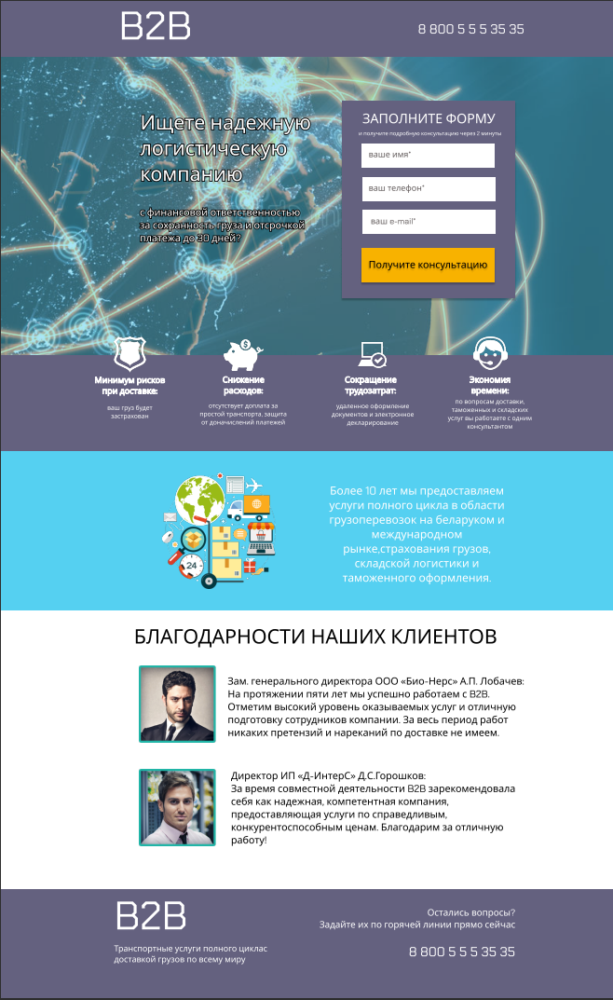 B2B
8 800 5 5 5 35 35
Ищете надежную
логистическую
компанию
с финансовой ответственностью
за сохранность груза и отсрочкой
платежа до 30 дней?
ЗАПОЛНИТЕ ФОРМУ
и получите подробную консультацию через 2 минуты
ваше имя*
ваш телефон*
ваш e-mail*
Получите консультацию
Минимум рисков
при доставке:
ваш груз будет
застрахован
Снижение
расходов:
отсутствует доплата за
простой транспорта, защита
от доначислений платежей
Сокращение
трудозатрат:
удаленное оформление
документов и электронное
декларирование
Экономия
времени:
по вопросам доставки,
таможенных и складских
услуг вы работаете с одним
консультантом
24
Более 10 лет мы предоставляем
услуги полного цикла в области
грузоперевозок на беларуком и
международном
рынке,страхования грузов,
складской логистики и
таможенного оформления.
БЛАГОДАРНОСТИ НАШИХ КЛИЕНТОВ
Зам. генерального директора ООО «Био-Нерс» А.П. Лобачев:
На протяжении пяти лет мы успешно работаем с B2B.
Отметим высокий уровень оказываемых услуг и отличную
подготовку сотрудников компании. За весь период работ
никаких претензий и нареканий по доставке не имеем.
Директор ИП «Д-ИнтерС» Д.С.Горошков:
За время совместной деятельности B2B зарекомендовала
себя как надежная, компетентная компания,
предоставляющая услуги по справедливым,
конкурентоспособным ценам. Благодарим за отличную
работу!
B2B
Транспортные услуги полного циклас
доставкой грузов по всему миру
Остались вопросы?
Задайте их по горячей линии прямо сейчас
8 800 5 5 5 35 35